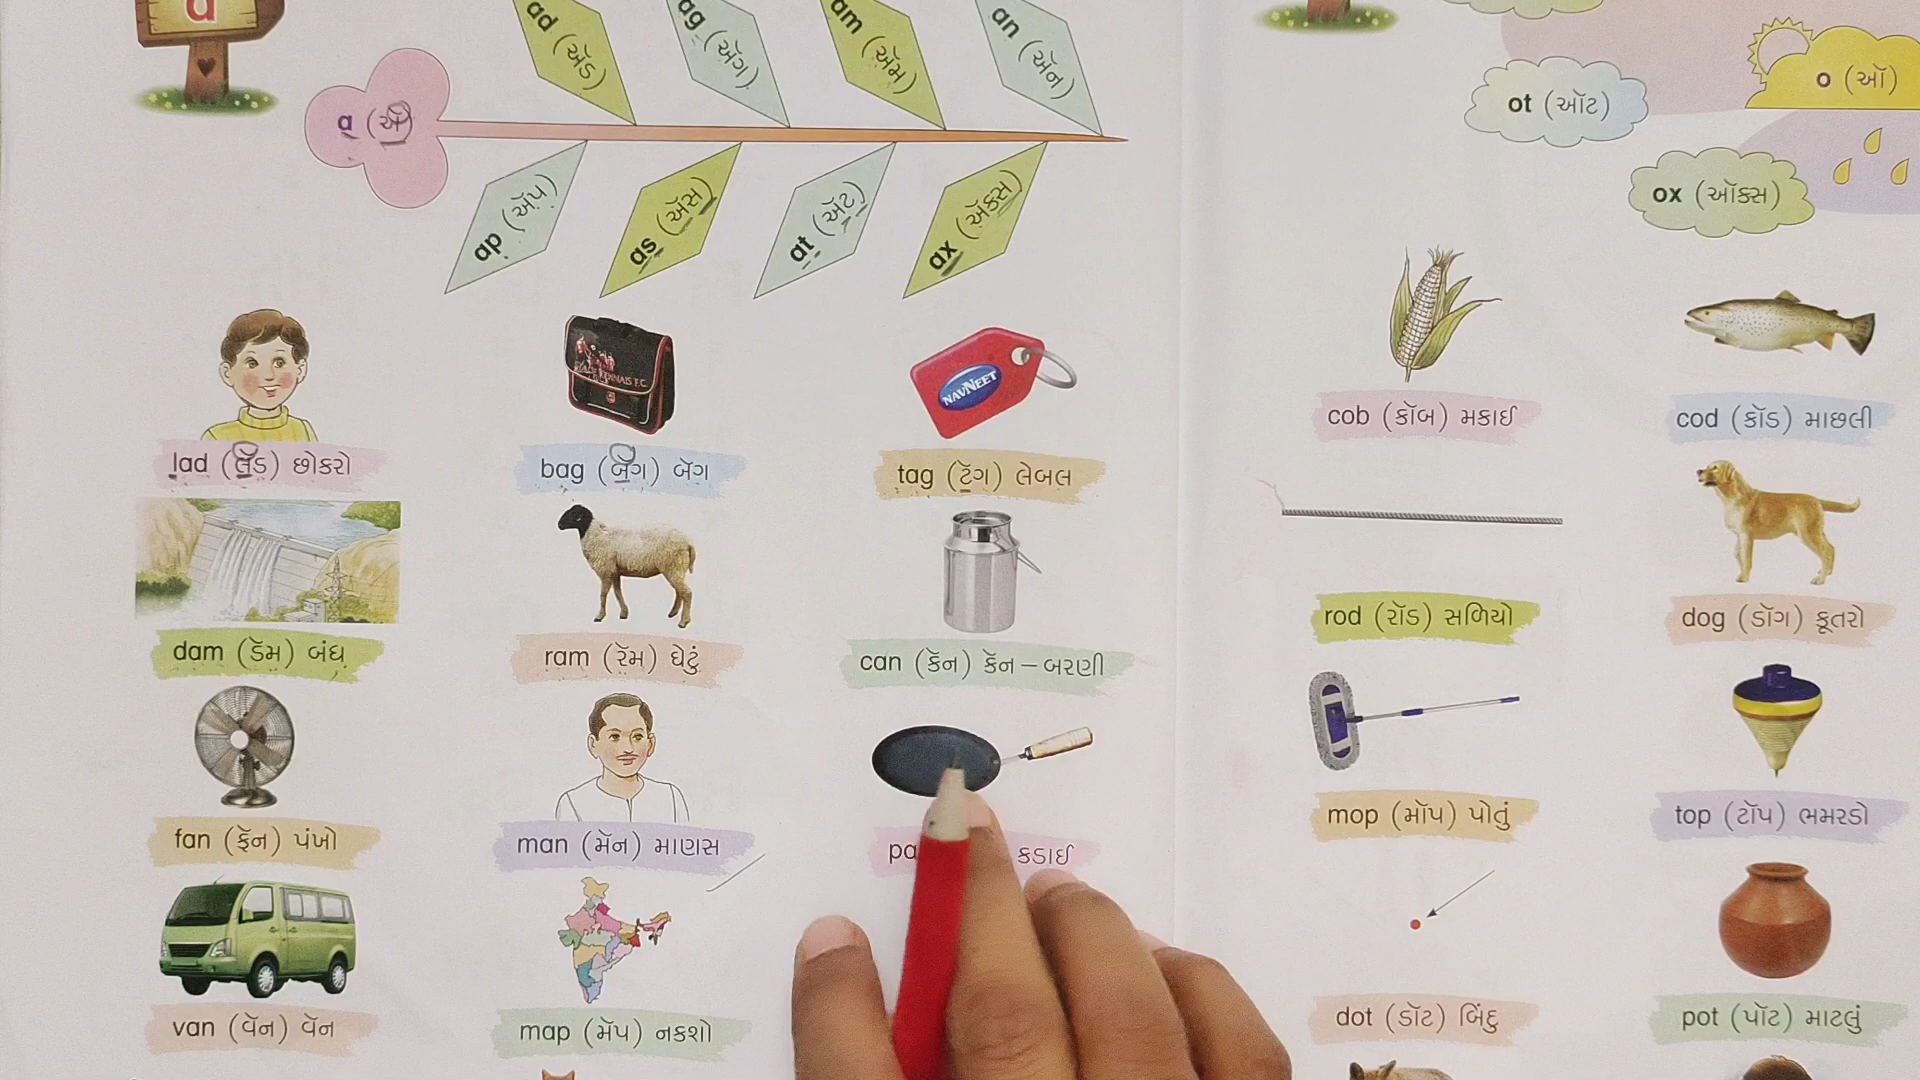 a
ad (ઍડ)
ag (ઍગ)
am (ઍમ)
an (ઍન)
a (ઍ)
ap (ઍપ)
as (ઍસ)
at (ઍટ)
ax (ઍક્સ)
lad (લૅડ) છોકરો
bag (બૅગ) બૅગ
NAVNEET
tag (ટૅગ) લેબલ
dam (ડૅમ) બંધ
ram (રૅમ) ઘેટું
can (કૅન) કૅન – બરણી
fan (ફૅન) પંખો
man (મૅન) માણસ
કડાઈ
van (વૅન) વૅન
map (મૅપ) નકશો
o (ઑ)
ot (ઑટ)
ox (ઑક્સ)
cob (કૉબ) મકાઈ
cod (કૉડ) માછલી
rod (રૉડ) સળિયો
dog (ડૉગ) કૂતરો
mop (મૉપ) પોતું
top (ટૉપ) ભમરડો
dot (ડૉટ) બિંદુ
pot (પૉટ) માટલું